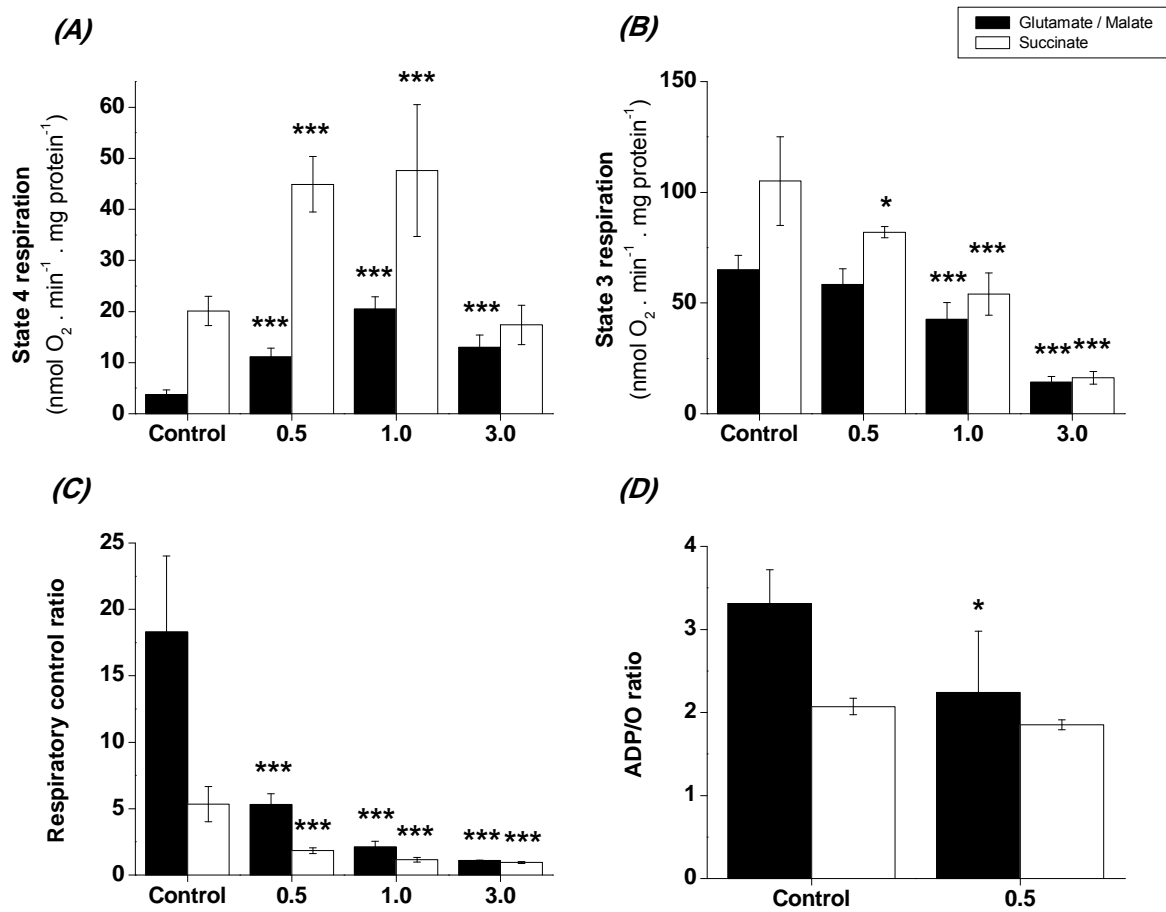 (A)
(B)
Glutamate / Malate
Succinate
State 4 respiration
(nmol O₂ . min⁻¹ . mg protein⁻¹)
60
50
40
30
20
10
0
***
***
***
***
***
Control 0.5 1.0 3.0
State 3 respiration
(nmol O₂ . min⁻¹ . mg protein⁻¹)
150
100
50
0
*
***
***
***
***
Control 0.5 1.0 3.0
(C)
(D)
Respiratory control ratio
25
20
15
10
5
0
***
***
***
***
***
***
Control 0.5 1.0 3.0
ADP/O ratio
4
3
2
1
0
*
Control 0.5